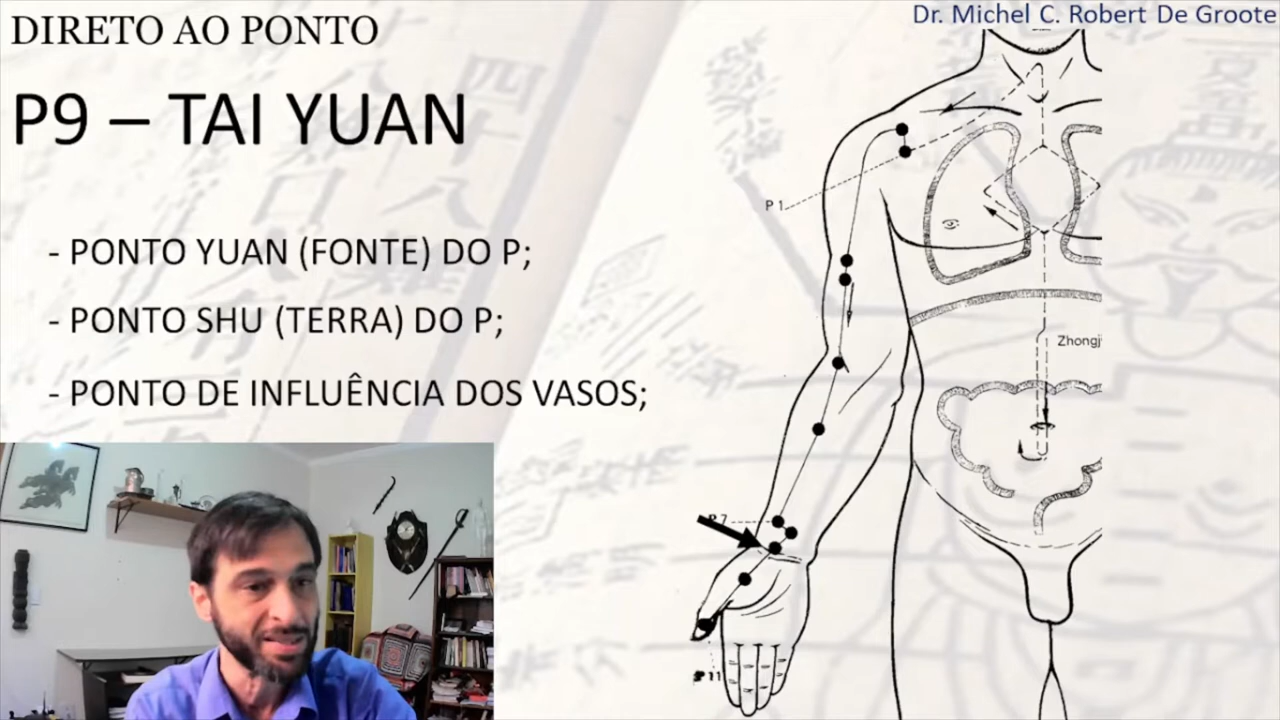 DIRETO AO PONTO
Dr. Michel C. Robert De Groote
P9 – TAI YUAN
- PONTO YUAN (FONTE) DO P;
- PONTO SHU (TERRA) DO P;
- PONTO DE INFLUÊNCIA DOS VASOS;
P 1
Zhongj
P 7
P 11